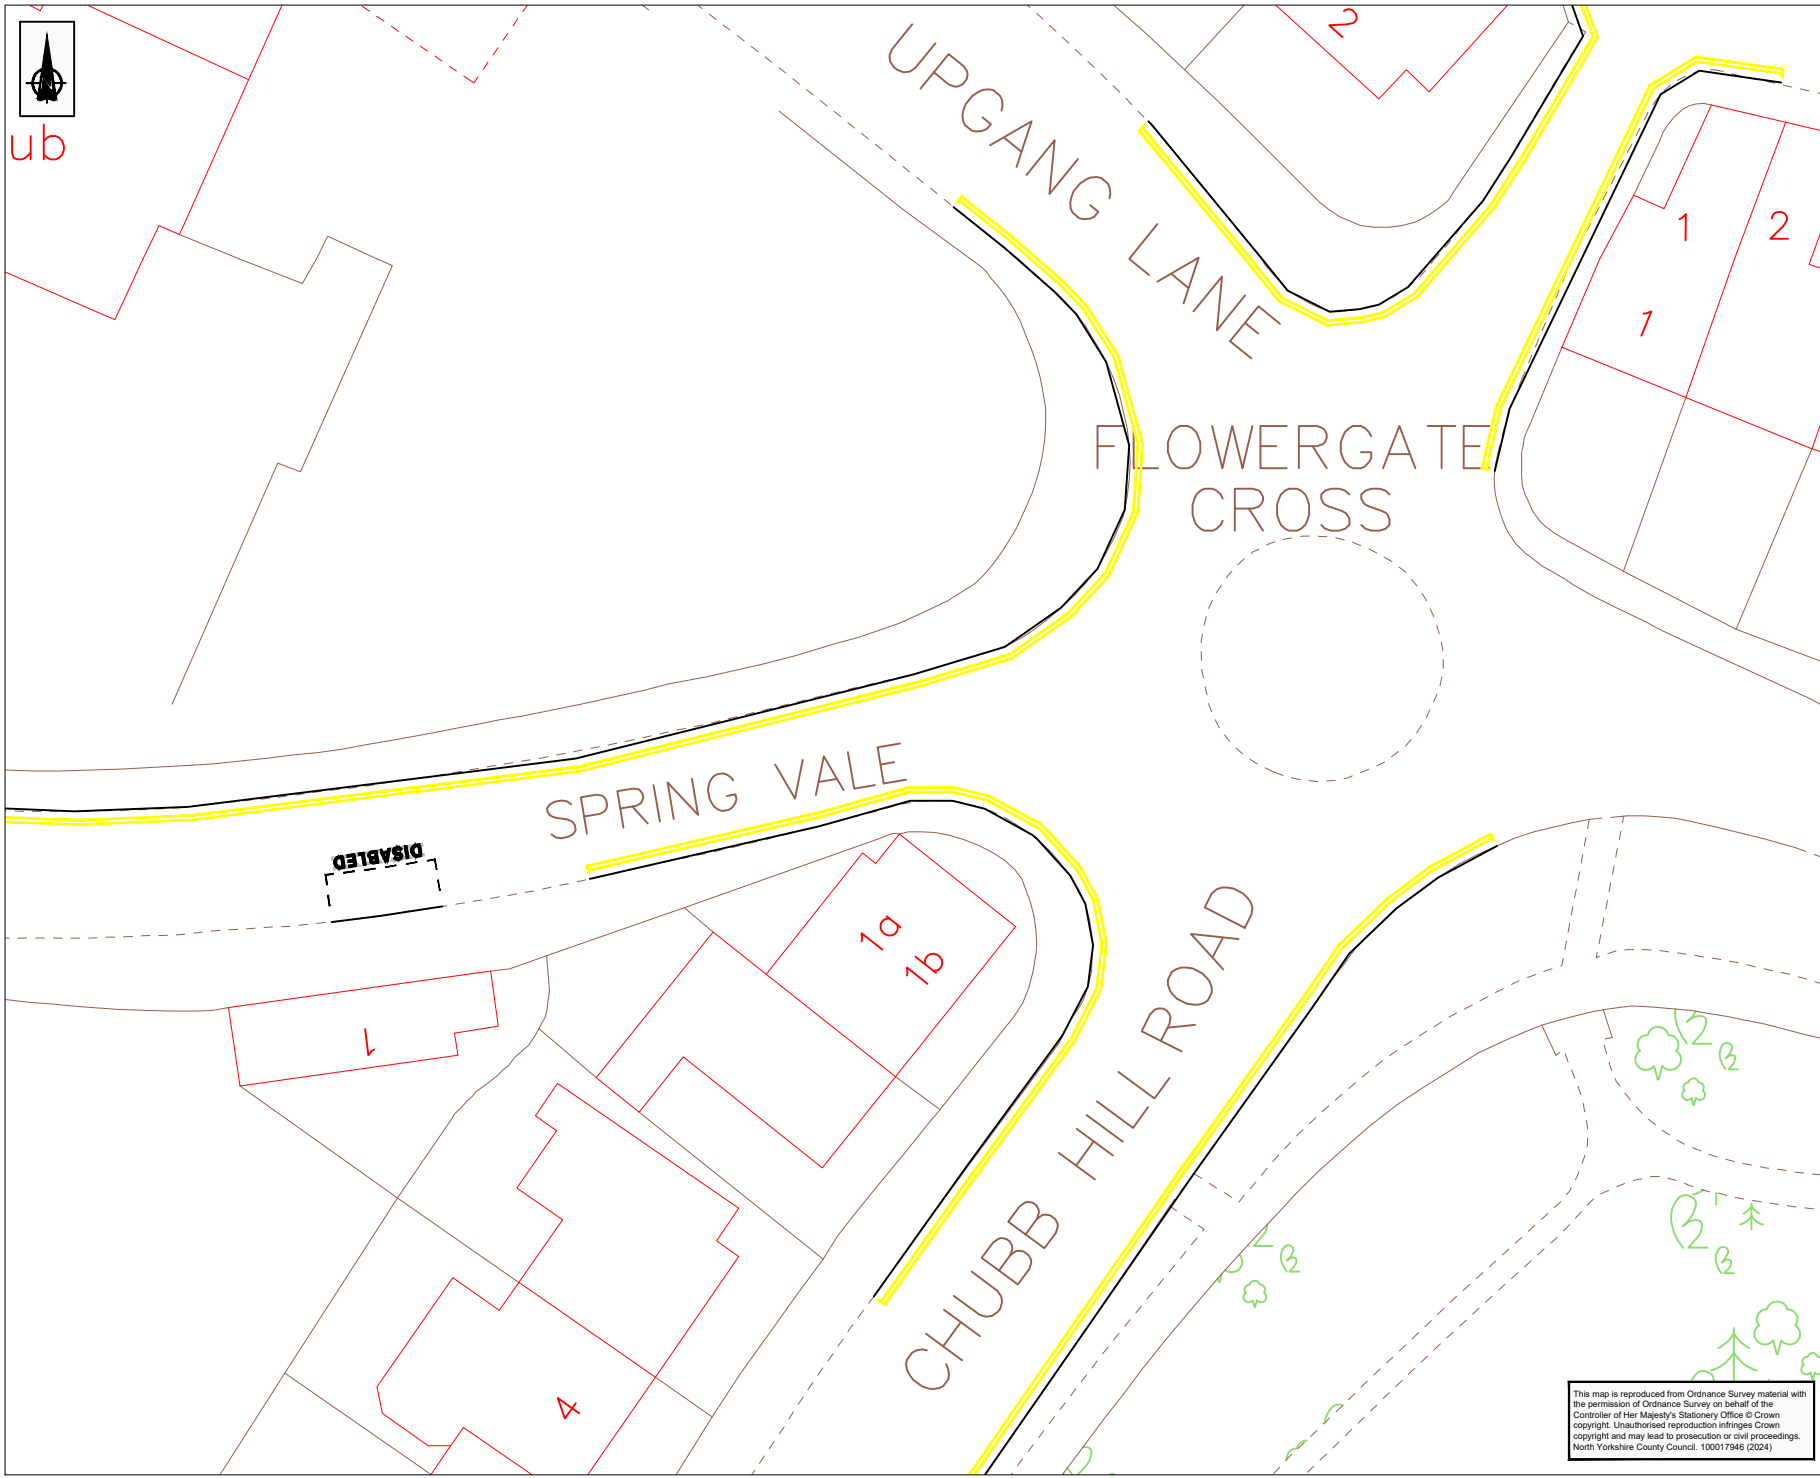 N
ub
UPGANG LANE
2
1
2
1
FLOWERGATE
CROSS
SPRING VALE
DISABLED
1a
1b
1
CHUBB HILL ROAD
4
This map is reproduced from Ordnance Survey material with
the permission of Ordnance Survey on behalf of the
Controller of Her Majesty's Stationery Office © Crown
copyright. Unauthorised reproduction infringes Crown
copyright and may lead to prosecution or civil proceedings.
North Yorkshire County Council. 100017946 (2024)